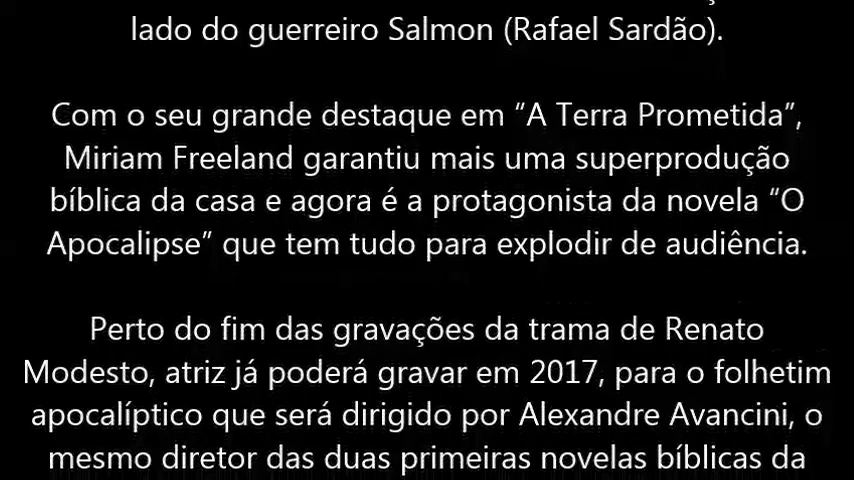 lado do guerreiro Salmon (Rafael Sardão).
Com o seu grande destaque em “A Terra Prometida”,
Miriam Freeland garantiu mais uma superprodução
bíblica da casa e agora é a protagonista da novela “O
Apocalipse” que tem tudo para explodir de audiência.
Perto do fim das gravações da trama de Renato
Modesto, atriz já poderá gravar em 2017, para o folhetim
apocalíptico que será dirigido por Alexandre Avancini, o
mesmo diretor das duas primeiras novelas bíblicas da